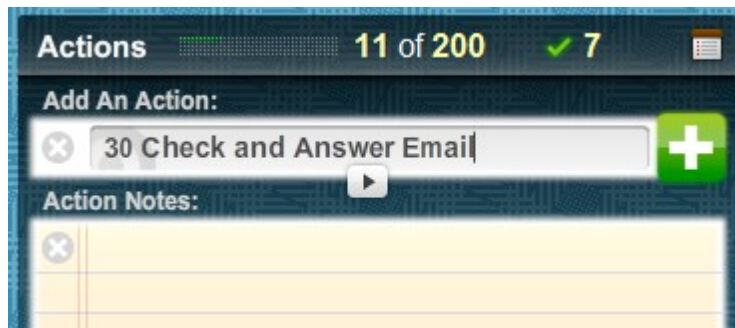 Actions 11 of 200 7
Add An Action:
30 Check and Answer Email
Action Notes: